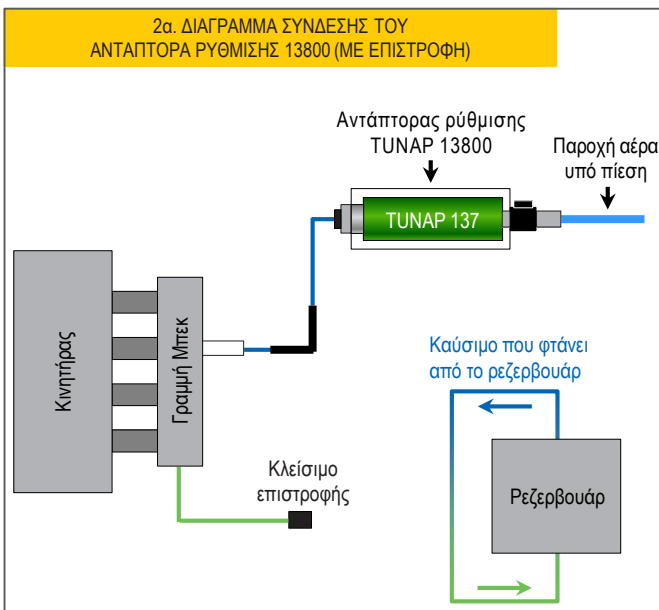 2α. ΔΙΑΓΡΑΜΜΑ ΣΥΝΔΕΣΗΣ ΤΟΥ
ΑΝΤΑΠΤΟΡΑ ΡΥΘΜΙΣΗΣ 13800 (ΜΕ ΕΠΙΣΤΡΟΦΗ)
Αντάπτορας ρύθμισης
TUNAP 13800
Παροχή αέρα
υπό πίεση
TUNAP 137
Κινητήρας
Γραμμή Μπεκ
Καύσιμο που φτάνει
από το ρεζερβουάρ
Κλείσιμο
επιστροφής
Ρεζερβουάρ